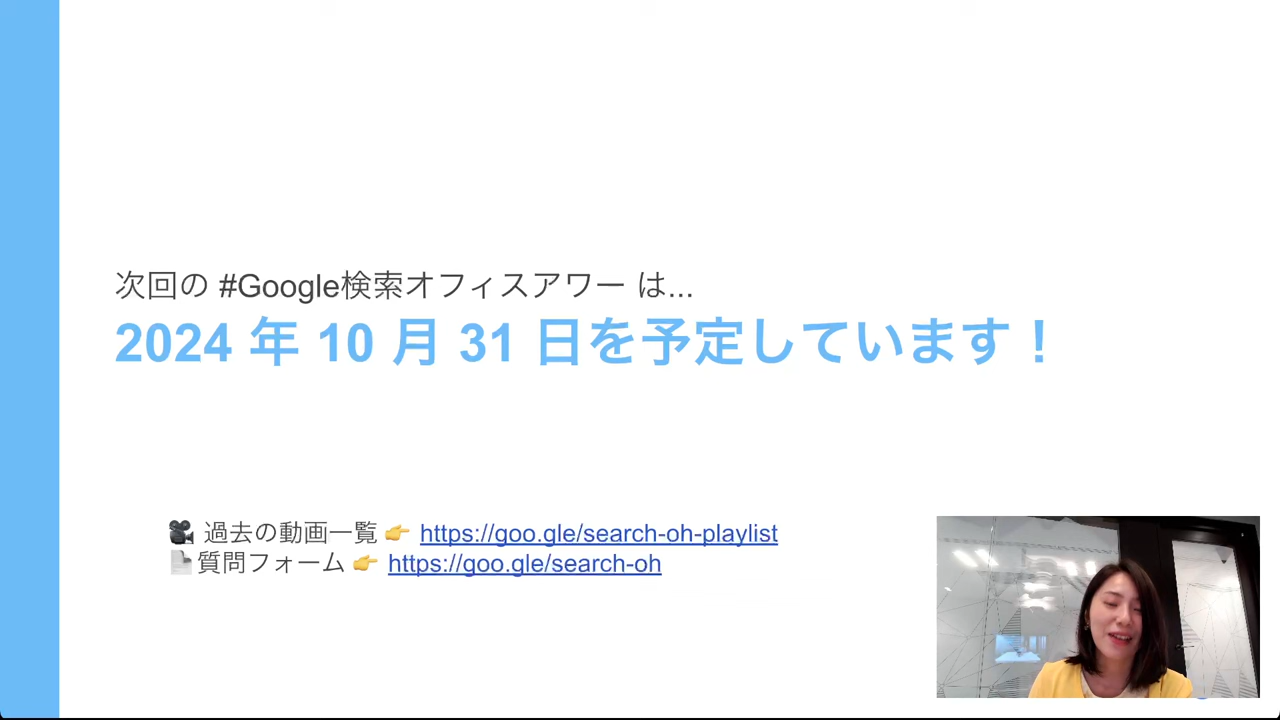 次回の #Google検索オフィスアワー は...
2024 年 10 月 31 日を予定しています！
🎥 過去の動画一覧 👉 https://goo.gle/search-oh-playlist
📄 質問フォーム 👉 https://goo.gle/search-oh